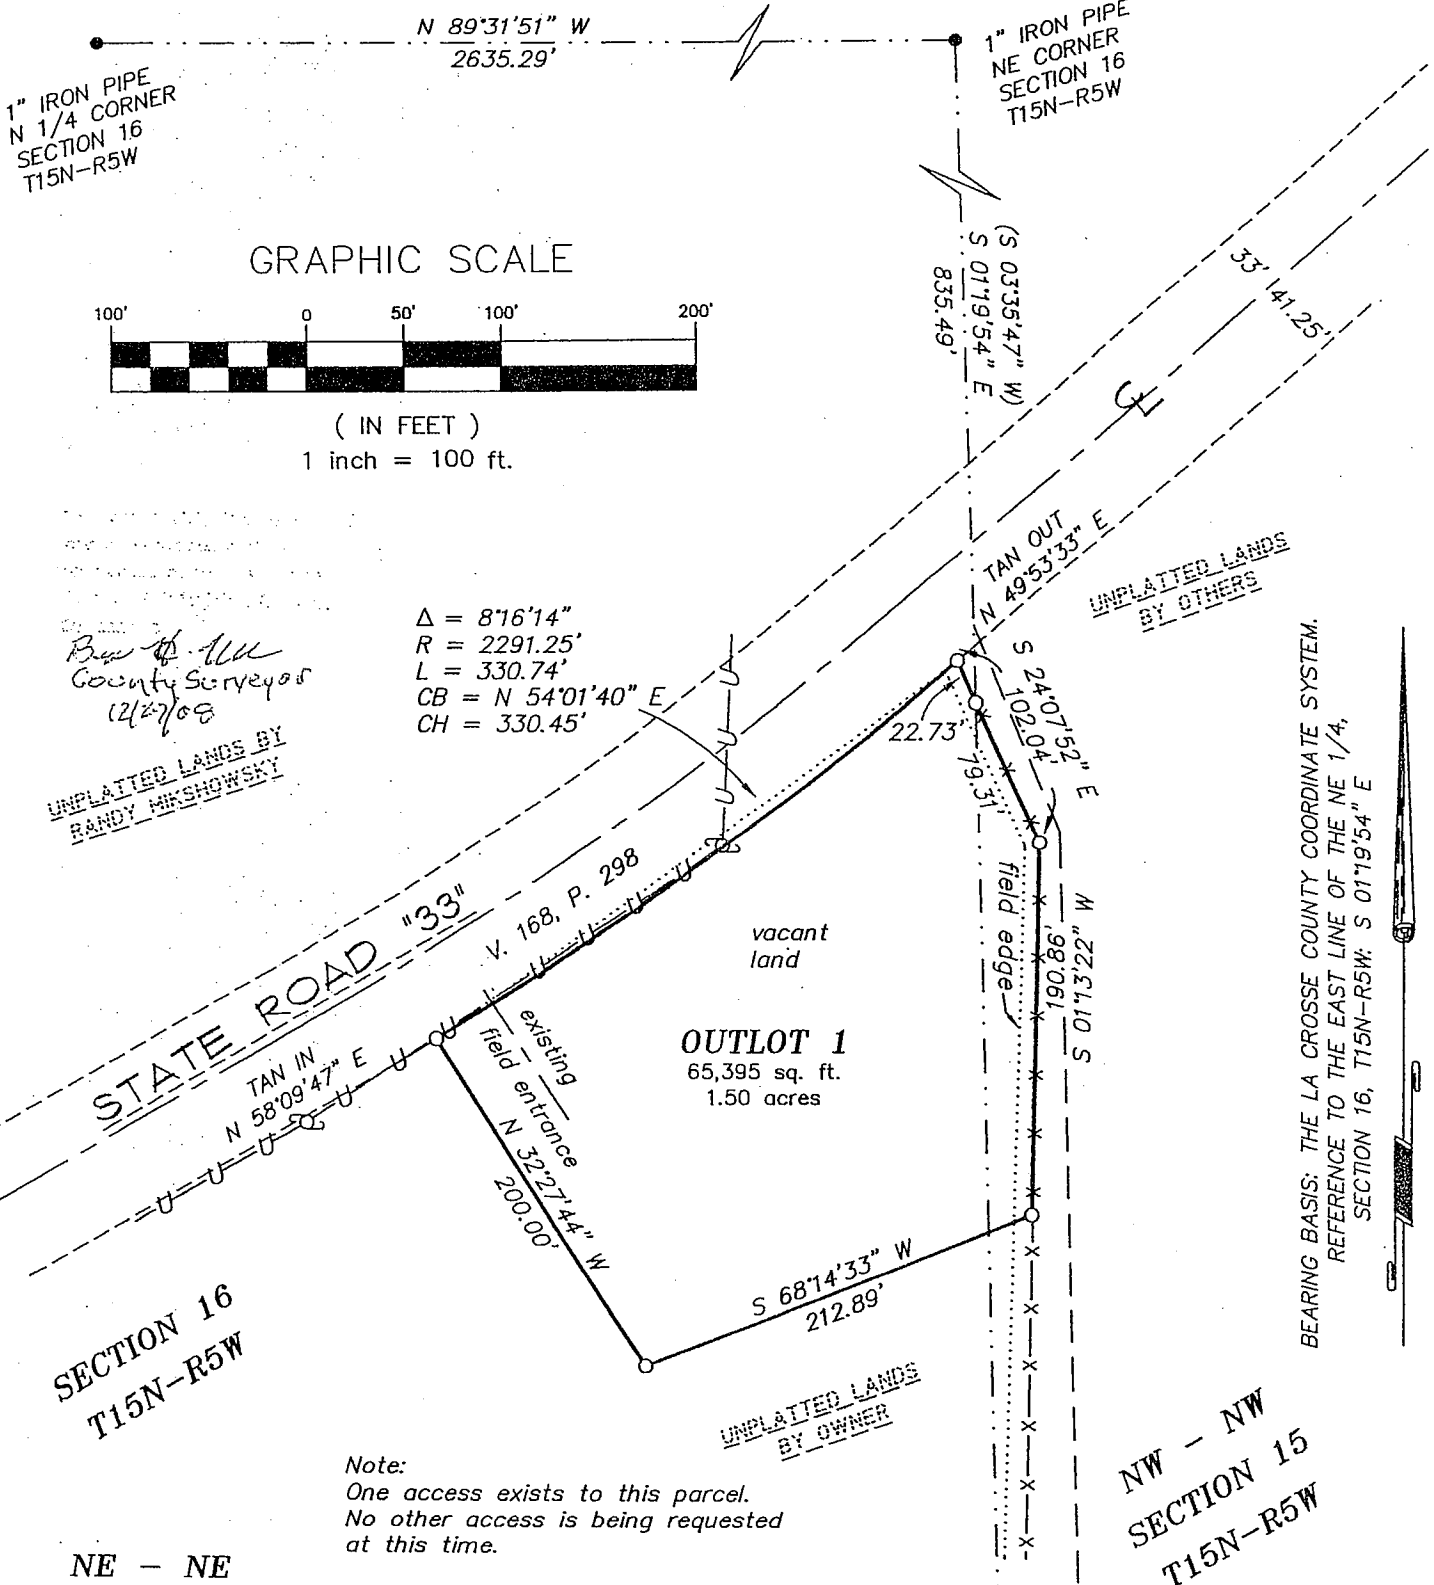 N 89°31'51" W
2635.29'
1" IRON PIPE
N 1/4 CORNER
SECTION 16
T15N-R5W
1" IRON PIPE
NE CORNER
SECTION 16
T15N-R5W
GRAPHIC SCALE
100' 0 50' 100' 200'
( IN FEET )
1 inch = 100 ft.
(S 03°35'47" W)
S 01°19'54" E
835.49'
33' 41.25'
CL
TAN OUT
N 49°53'33" E
UNPLATTED LANDS
BY OTHERS
Δ = 8°16'14"
R = 2291.25'
L = 330.74'
CB = N 54°01'40" E
CH = 330.45'
County Surveyor
12/27/08
UNPLATTED LANDS BY
RANDY MIKSHOWSKY
22.73'
S 24°07'52" E
102.04'
79.31'
STATE ROAD "33"
V. 168, P. 298
TAN IN
N 58°09'47" E
vacant
land
field edge
S 01°13'22" W
190.86'
existing
field entrance
OUTLOT 1
65,395 sq. ft.
1.50 acres
N 32°27'44" W
200.00'
S 68°14'33" W
212.89'
BEARING BASIS: THE LA CROSSE COUNTY COORDINATE SYSTEM.
REFERENCE TO THE EAST LINE OF THE NE 1/4,
SECTION 16, T15N-R5W: S 01°19'54" E
SECTION 16
T15N-R5W
UNPLATTED LANDS
BY OWNER
Note:
One access exists to this parcel.
No other access is being requested
at this time.
NE - NE
NW - NW
SECTION 15
T15N-R5W